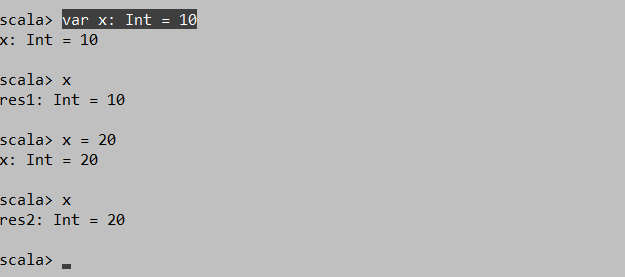 scala> var x: Int = 10
x: Int = 10
scala> x
res1: Int = 10
scala> x = 20
x: Int = 20
scala> x
res2: Int = 20
scala>